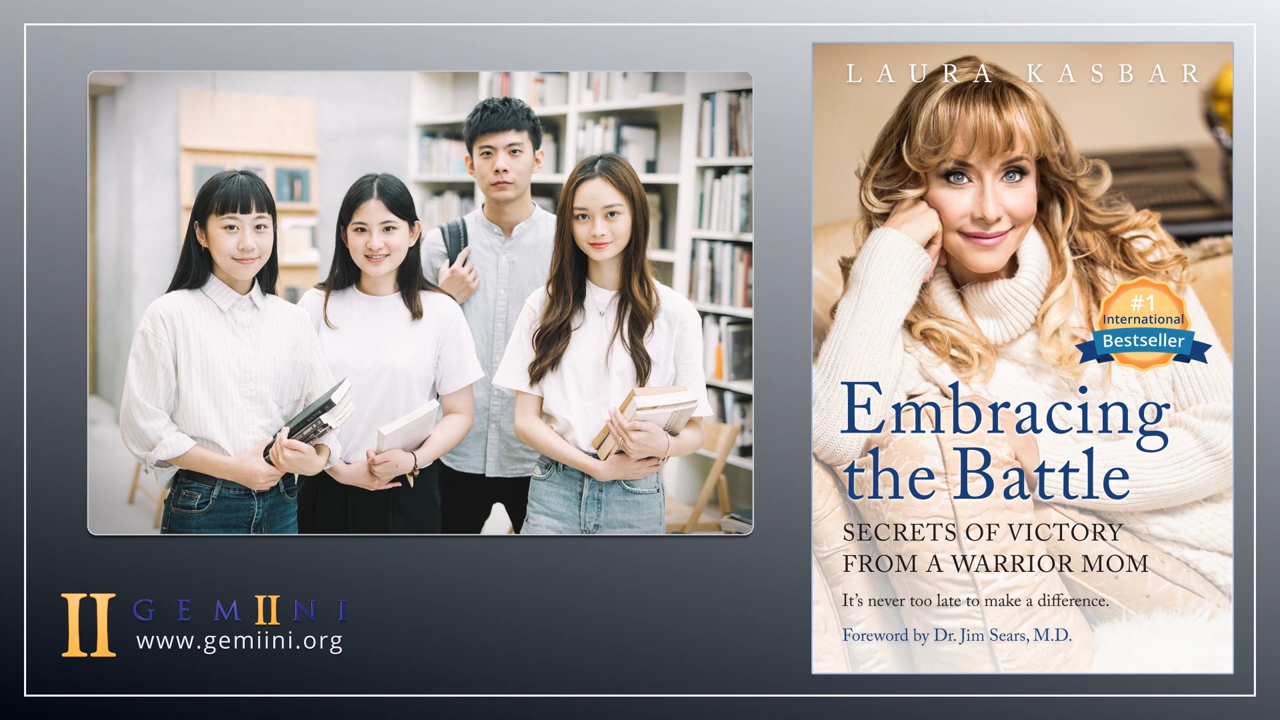 LAURA KASBAR
#1
International
Bestseller
Embracing
the Battle
SECRETS OF VICTORY
FROM A WARRIOR MOM
It's never too late to make a difference.
Foreword by Dr. Jim Sears, M.D.
II GEMIINI
www.gemiini.org